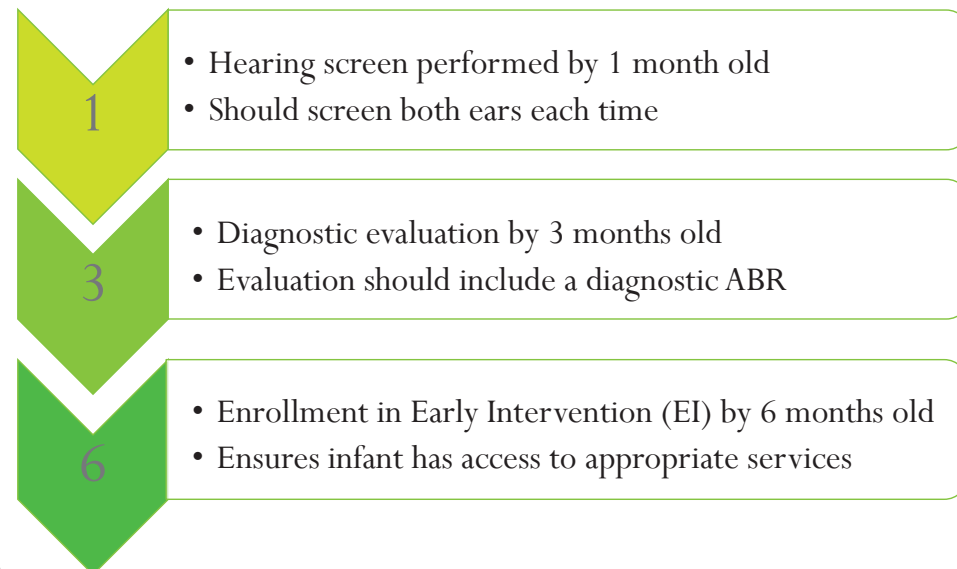 1
• Hearing screen performed by 1 month old
• Should screen both ears each time
3
• Diagnostic evaluation by 3 months old
• Evaluation should include a diagnostic ABR
6
• Enrollment in Early Intervention (EI) by 6 months old
• Ensures infant has access to appropriate services